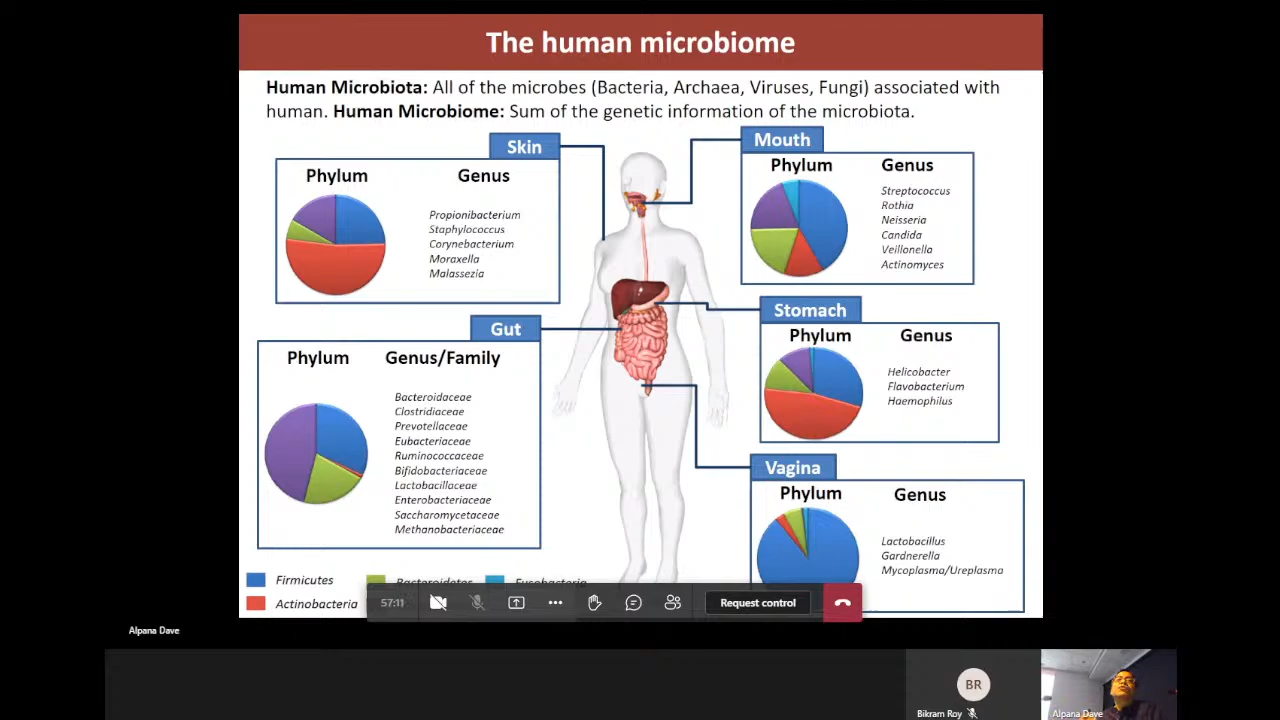 The human microbiome
Human Microbiota: All of the microbes (Bacteria, Archaea, Viruses, Fungi) associated with
human. Human Microbiome: Sum of the genetic information of the microbiota.
Skin
Phylum
Genus
Propionibacterium
Staphylococcus
Corynebacterium
Moraxella
Malassezia
Mouth
Phylum
Genus
Streptococcus
Rothia
Neisseria
Candida
Veillonella
Actinomyces
Gut
Phylum
Genus/Family
Bacteroidaceae
Clostridiaceae
Prevotellaceae
Eubacteriaceae
Ruminococcaceae
Bifidobacteriaceae
Lactobacillaceae
Enterobacteriaceae
Saccharomycetaceae
Methanobacteriaceae
Stomach
Phylum
Genus
Helicobacter
Flavobacterium
Haemophilus
Vagina
Phylum
Genus
Lactobacillus
Gardnerella
Mycoplasma/Ureplasma
Firmicutes
Bacteroidetes
Fusobacteria
Actinobacteria
57:11
Request control
Alpana Dave
BR
Bikram Roy
Alpana Dave